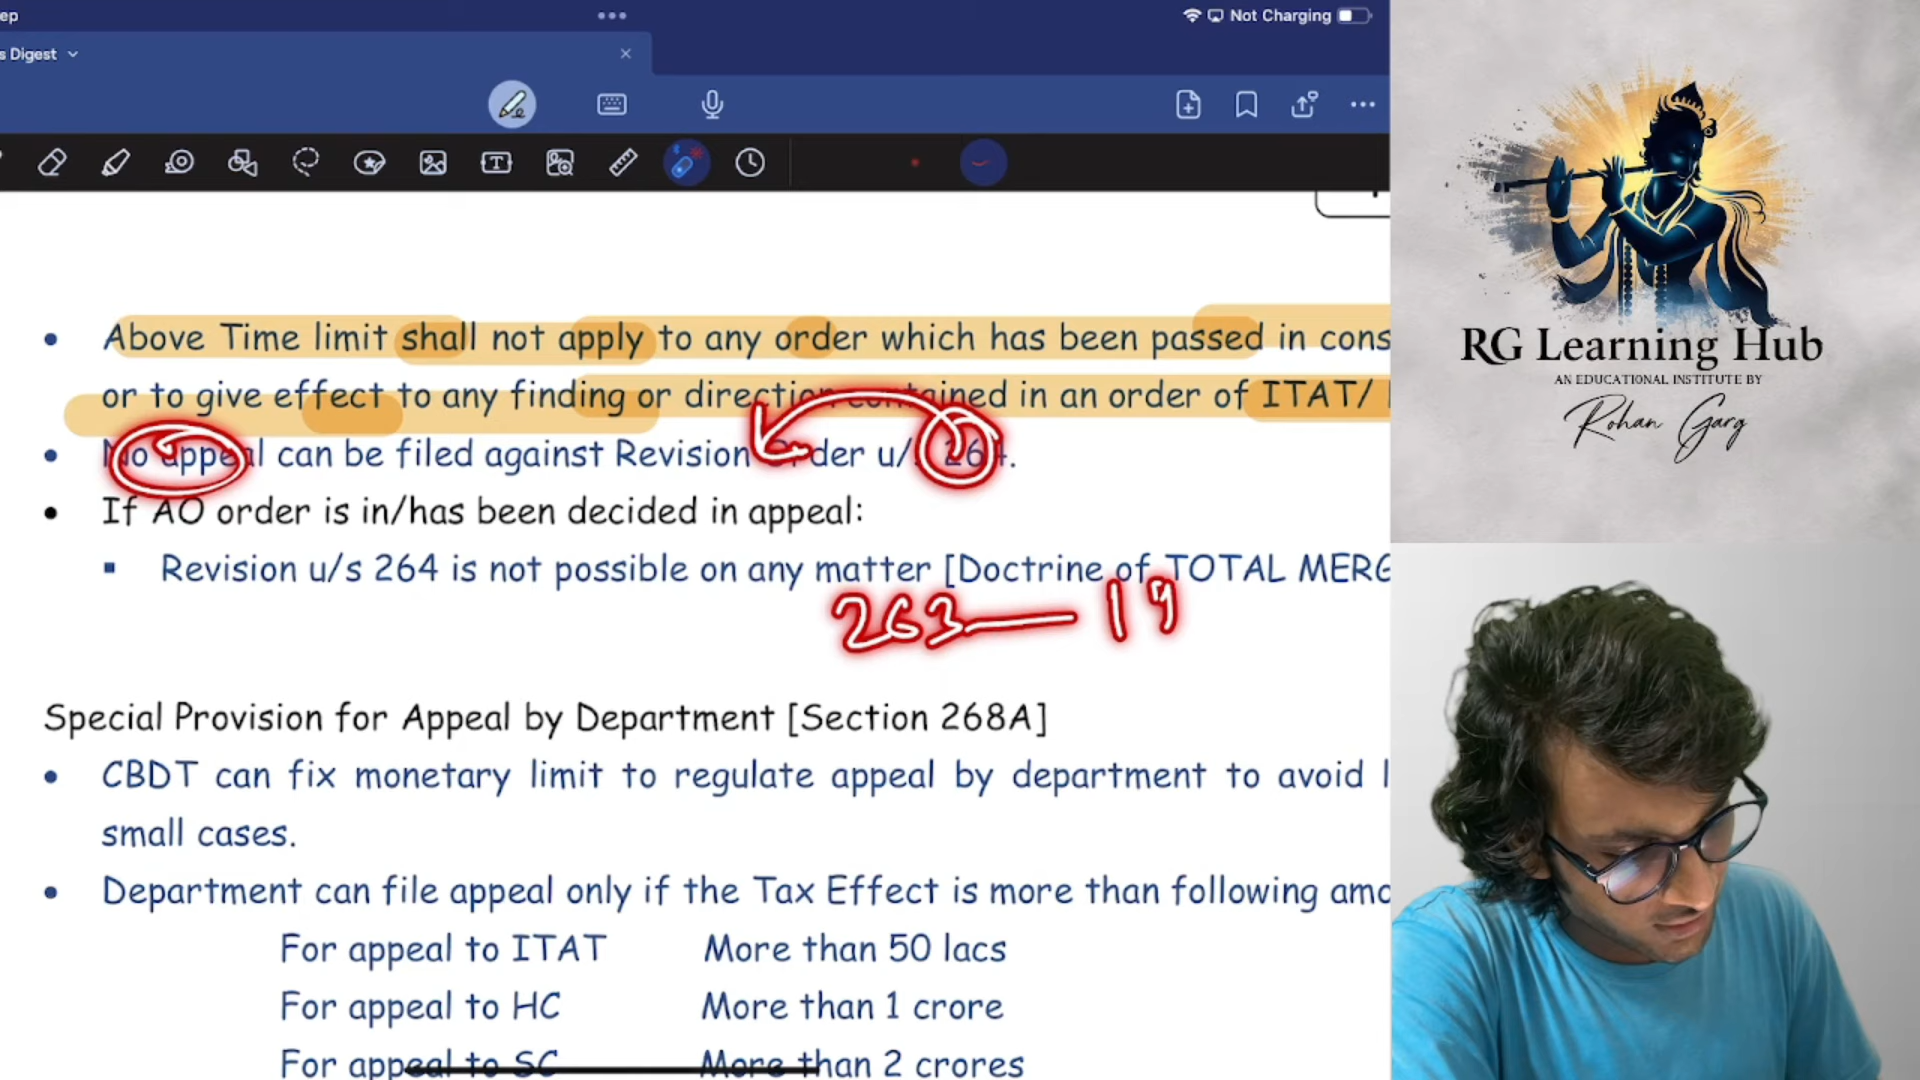 ep
Not Charging
s Digest
Above Time limit shall not apply to any order which has been passed in cons
or to give effect to any finding or direction contained in an order of ITAT/
No appeal can be filed against Revision Order u/s 264.
If AO order is in/has been decided in appeal:
Revision u/s 264 is not possible on any matter [Doctrine of TOTAL MERG
263 — 1Y
Special Provision for Appeal by Department [Section 268A]
CBDT can fix monetary limit to regulate appeal by department to avoid l
small cases.
Department can file appeal only if the Tax Effect is more than following amo
For appeal to ITAT More than 50 lacs
For appeal to HC More than 1 crore
For appeal to SC More than 2 crores
RG Learning Hub
AN EDUCATIONAL INSTITUTE BY
Rohan Garg